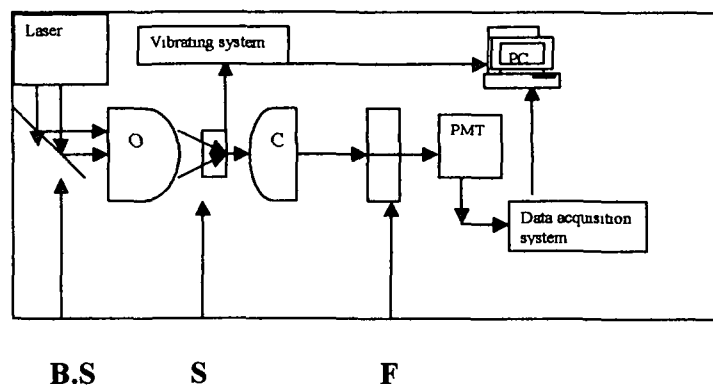 Laser
Vibrating system
PC
O
C
PMT
Data acquisition
system
B.S
S
F